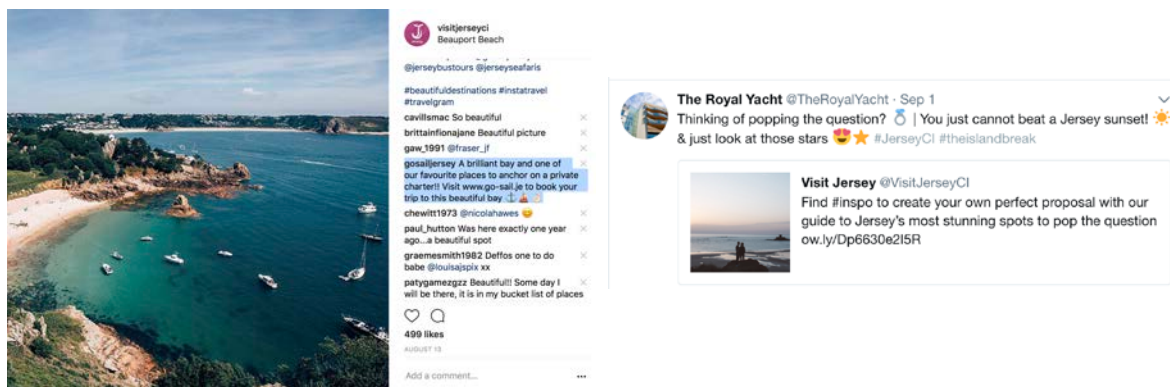 visitjerseyci
Beauport Beach
@jerseybustours @jerseyseafaris
#beautifuldestinations #instatravel
#travelgram
cavillsmac So beautiful
brittainfionajane Beautiful picture
gaw_1991 @fraser_jf
gosailjersey A brilliant bay and one of
our favourite places to anchor on a private
charter!! Visit www.go-sail.je to book your
trip to this beautiful bay ⚓⛵
chewitt1973 @nicolahawes 😊
paul_hutton Was here exactly one year
ago...a beautiful spot
graemesmith1982 Deffos one to do
babe @louisajspix xx
patygamezgzz Beautiful!! Some day I
will be there, it is in my bucket list of places
499 likes
AUGUST 13
Add a comment...
The Royal Yacht @TheRoyalYacht · Sep 1
Thinking of popping the question? 💍 | You just cannot beat a Jersey sunset! ☀️
& just look at those stars 😍⭐ #JerseyCI #theislandbreak
Visit Jersey @VisitJerseyCI
Find #inspo to create your own perfect proposal with our
guide to Jersey's most stunning spots to pop the question
ow.ly/Dp6630e2I5R